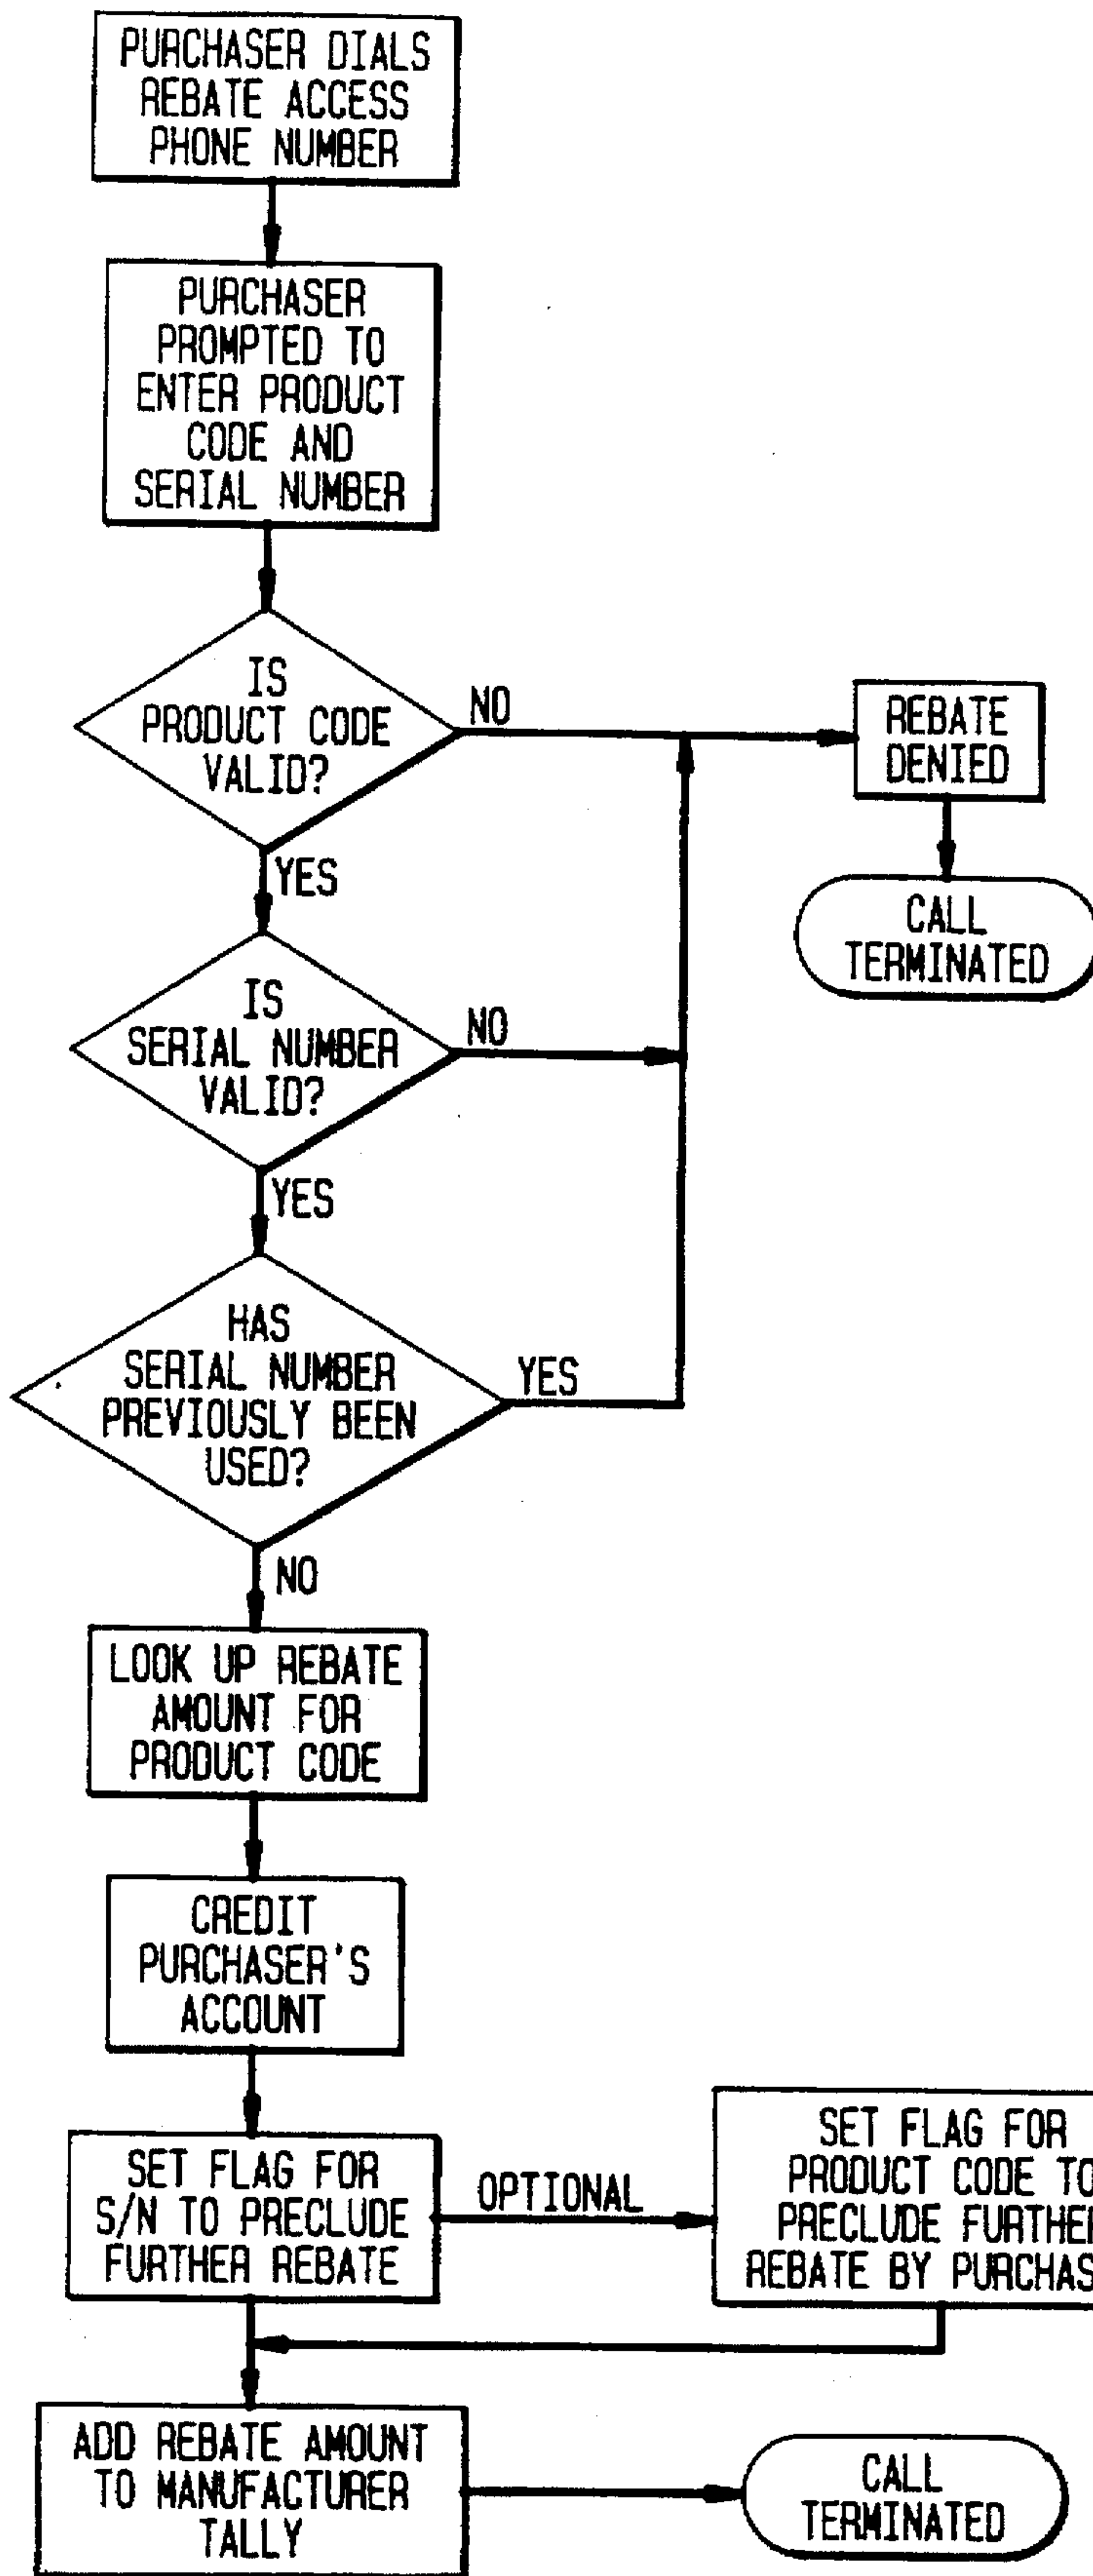 PURCHASER DIALS
REBATE ACCESS
PHONE NUMBER
PURCHASER
PROMPTED TO
ENTER PRODUCT
CODE AND
SERIAL NUMBER
IS
PRODUCT CODE
VALID?
NO
REBATE
DENIED
YES
CALL
TERMINATED
IS
SERIAL NUMBER
VALID?
NO
YES
HAS
SERIAL NUMBER
PREVIOUSLY BEEN
USED?
YES
NO
LOOK UP REBATE
AMOUNT FOR
PRODUCT CODE
CREDIT
PURCHASER'S
ACCOUNT
SET FLAG FOR
S/N TO PRECLUDE
FURTHER REBATE
OPTIONAL
SET FLAG FOR
PRODUCT CODE TO
PRECLUDE FURTHER
REBATE BY PURCHAS
ADD REBATE AMOUNT
TO MANUFACTURER
TALLY
CALL
TERMINATED